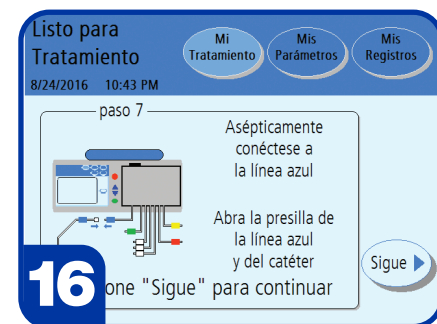 Listo para
Tratamiento
Mi
Tratamiento
Mis
Parámetros
Mis
Registros
8/24/2016 10:43 PM
paso 7
Asépticamente
conéctese a
la línea azul
Abra la presilla de
la línea azul
y del catéter
Sigue
one "Sigue" para continuar
16